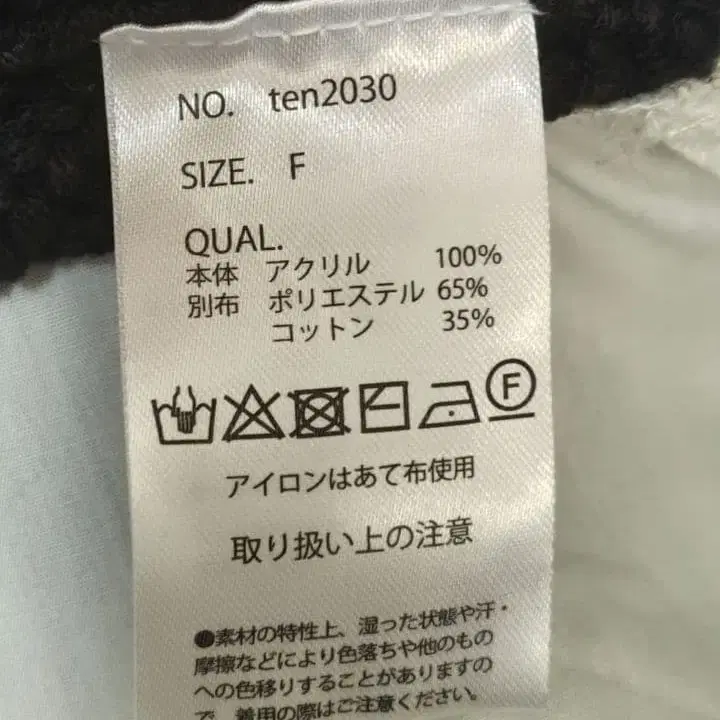 NO. ten2030
SIZE. F
QUAL.
本体 アクリル 100%
別布 ポリエステル 65%
コットン 35%
F
アイロンはあて布使用
取り扱い上の注意
●素材の特性上、湿った状態や汗・
摩擦などにより色落ちや他のもの
への色移りすることがありますの
で、着用の際はご注意ください。